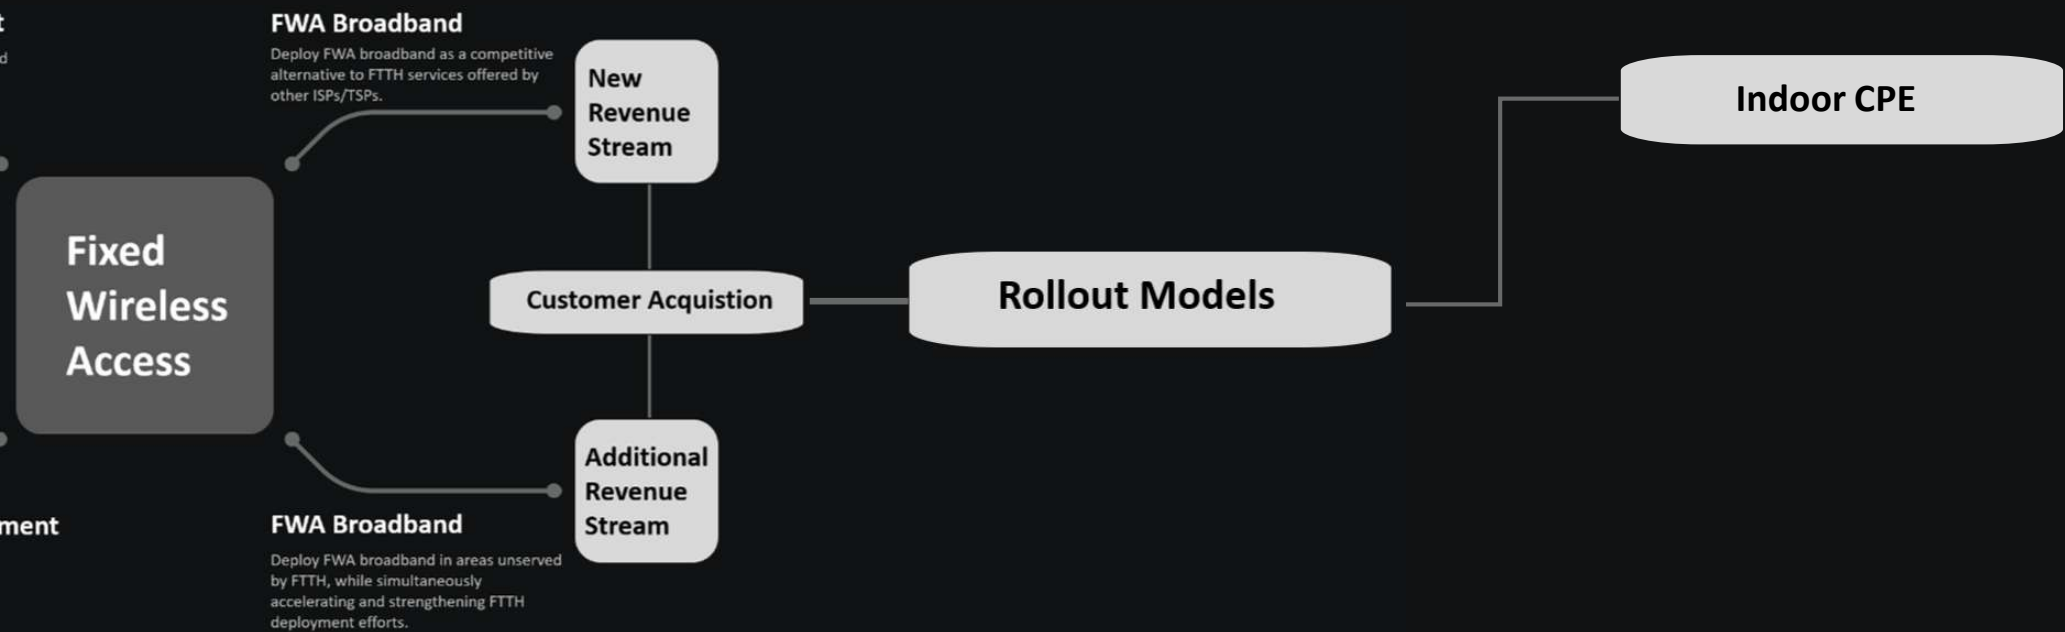 t
d
FWA Broadband
Deploy FWA broadband as a competitive
alternative to FTTH services offered by
other ISPs/TSPs.
New
Revenue
Stream
Indoor CPE
Fixed
Wireless
Access
Customer Acquistion
Rollout Models
Additional
Revenue
Stream
ment
FWA Broadband
Deploy FWA broadband in areas unserved
by FTTH, while simultaneously
accelerating and strengthening FTTH
deployment efforts.